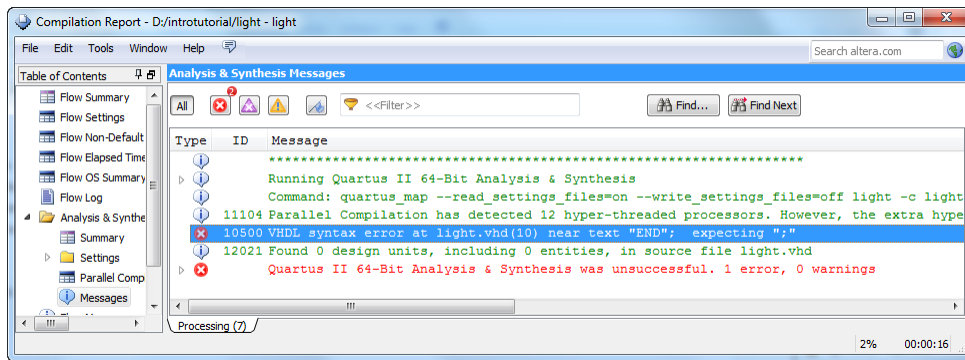 Compilation Report - D:/introtutorial/light - light
File Edit Tools Window Help
Search altera.com
Table of Contents
Flow Summary
Flow Settings
Flow Non-Default
Flow Elapsed Time
Flow OS Summary
Flow Log
Analysis & Synthe
Summary
Settings
Parallel Comp
Messages
Analysis & Synthesis Messages
All
2
<<Filter>>
Find...
Find Next
Type ID Message
*******************************************************************
Running Quartus II 64-Bit Analysis & Synthesis
Command: quartus_map --read_settings_files=on --write_settings_files=off light -c light
11104 Parallel Compilation has detected 12 hyper-threaded processors. However, the extra hype
10500 VHDL syntax error at light.vhd(10) near text "END"; expecting ";"
12021 Found 0 design units, including 0 entities, in source file light.vhd
Quartus II 64-Bit Analysis & Synthesis was unsuccessful. 1 error, 0 warnings
Processing (7)
2% 00:00:16